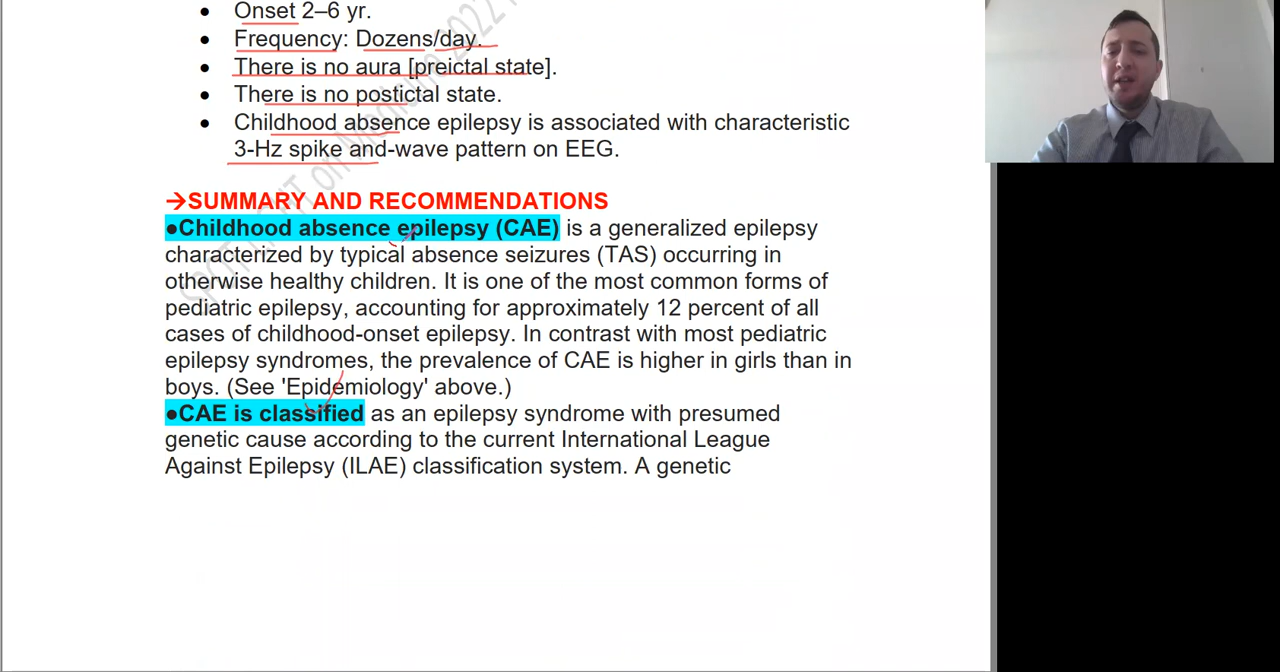 Onset 2–6 yr.
Frequency: Dozens/day.
There is no aura [preictal state].
There is no postictal state.
Childhood absence epilepsy is associated with characteristic
3-Hz spike and-wave pattern on EEG.
→SUMMARY AND RECOMMENDATIONS
●Childhood absence epilepsy (CAE) is a generalized epilepsy
characterized by typical absence seizures (TAS) occurring in
otherwise healthy children. It is one of the most common forms of
pediatric epilepsy, accounting for approximately 12 percent of all
cases of childhood-onset epilepsy. In contrast with most pediatric
epilepsy syndromes, the prevalence of CAE is higher in girls than in
boys. (See 'Epidemiology' above.)
●CAE is classified as an epilepsy syndrome with presumed
genetic cause according to the current International League
Against Epilepsy (ILAE) classification system. A genetic